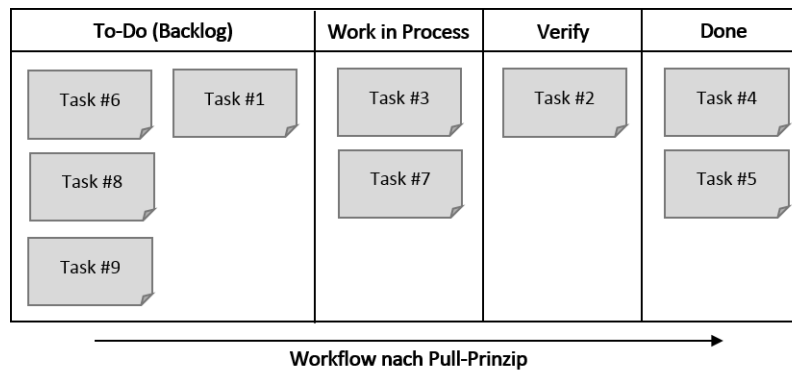 To-Do (Backlog)
Work in Process
Verify
Done
Task #6
Task #1
Task #3
Task #2
Task #4
Task #8
Task #7
Task #5
Task #9
Workflow nach Pull-Prinzip